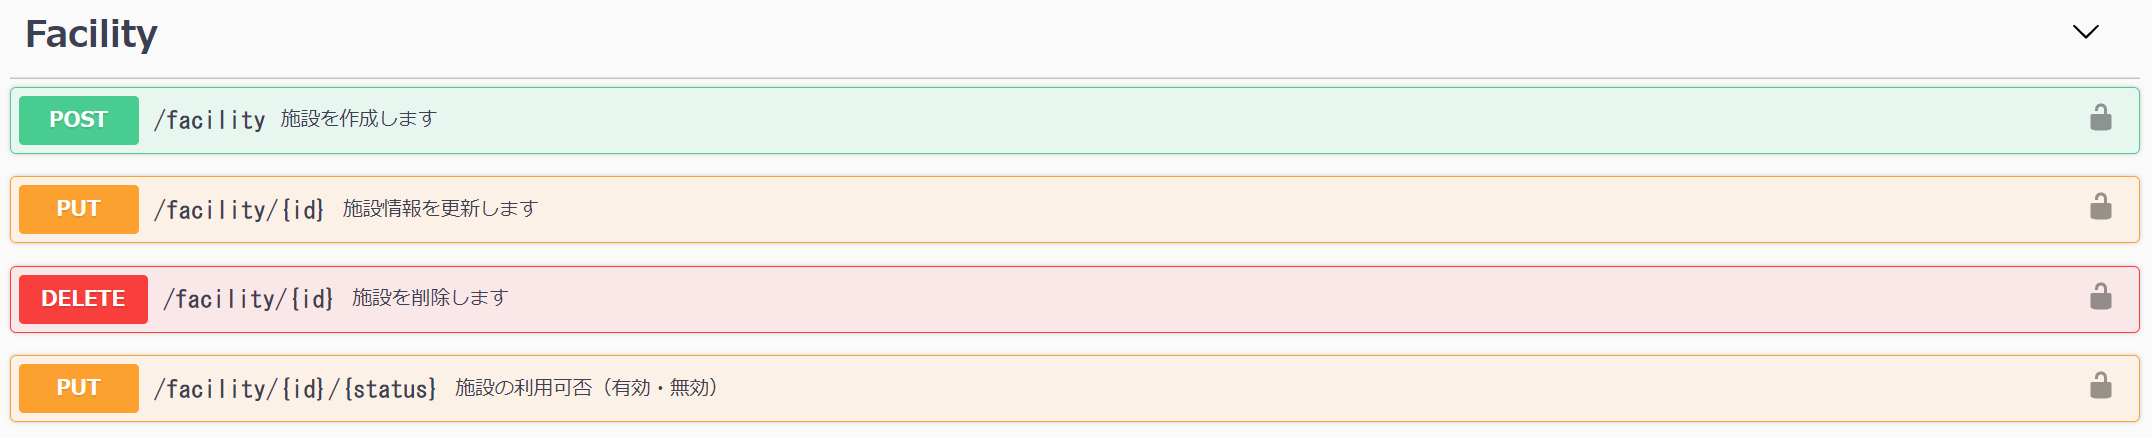 Facility
POST /facility 施設を作成します
PUT /facility/{id} 施設情報を更新します
DELETE /facility/{id} 施設を削除します
PUT /facility/{id}/{status} 施設の利用可否（有効・無効）